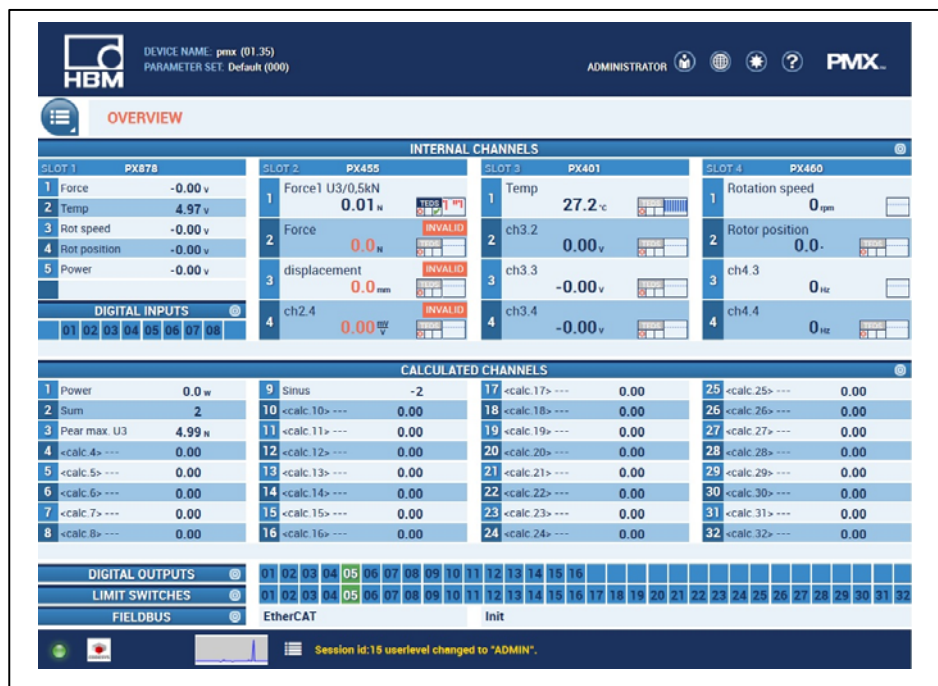 HBM
DEVICE NAME: pmx (01.35)
PARAMETER SET: Default (000)
ADMINISTRATOR
?
PMX
OVERVIEW
INTERNAL CHANNELS
SLOT 1 PX878
1 Force -0.00 v
2 Temp 4.97 v
3 Rot speed -0.00 v
4 Rot position -0.00 v
5 Power -0.00 v
DIGITAL INPUTS
01 02 03 04 05 06 07 08
SLOT 2 PX455
1 Force1 U3/0,5kN
0.01 N TEDS
2 Force INVALID
0.0 N TEDS
3 displacement INVALID
0.0 mm TEDS
4 ch2.4 INVALID
0.00 mV/V TEDS
SLOT 3 PX401
1 Temp
27.2 °C TEDS
2 ch3.2
0.00 v TEDS
3 ch3.3
-0.00 v TEDS
4 ch3.4
-0.00 v TEDS
SLOT 4 PX460
1 Rotation speed
0 rpm
2 Rotor position
0.0 - TEDS
3 ch4.3
0 Hz
4 ch4.4
0 Hz TEDS
CALCULATED CHANNELS
1 Power 0.0 w
2 Sum 2
3 Pear max. U3 4.99 N
4 <calc.4> --- 0.00
5 <calc.5> --- 0.00
6 <calc.6> --- 0.00
7 <calc.7> --- 0.00
8 <calc.8> --- 0.00
9 Sinus -2
10 <calc.10> --- 0.00
11 <calc.11> --- 0.00
12 <calc.12> --- 0.00
13 <calc.13> --- 0.00
14 <calc.14> --- 0.00
15 <calc.15> --- 0.00
16 <calc.16> --- 0.00
17 <calc.17> --- 0.00
18 <calc.18> --- 0.00
19 <calc.19> --- 0.00
20 <calc.20> --- 0.00
21 <calc.21> --- 0.00
22 <calc.22> --- 0.00
23 <calc.23> --- 0.00
24 <calc.24> --- 0.00
25 <calc.25> --- 0.00
26 <calc.26> --- 0.00
27 <calc.27> --- 0.00
28 <calc.28> --- 0.00
29 <calc.29> --- 0.00
30 <calc.30> --- 0.00
31 <calc.31> --- 0.00
32 <calc.32> --- 0.00
DIGITAL OUTPUTS 01 02 03 04 05 06 07 08 09 10 11 12 13 14 15 16
LIMIT SWITCHES 01 02 03 04 05 06 07 08 09 10 11 12 13 14 15 16 17 18 19 20 21 22 23 24 25 26 27 28 29 30 31 32
FIELDBUS EtherCAT Init
Session id:15 userlevel changed to "ADMIN".